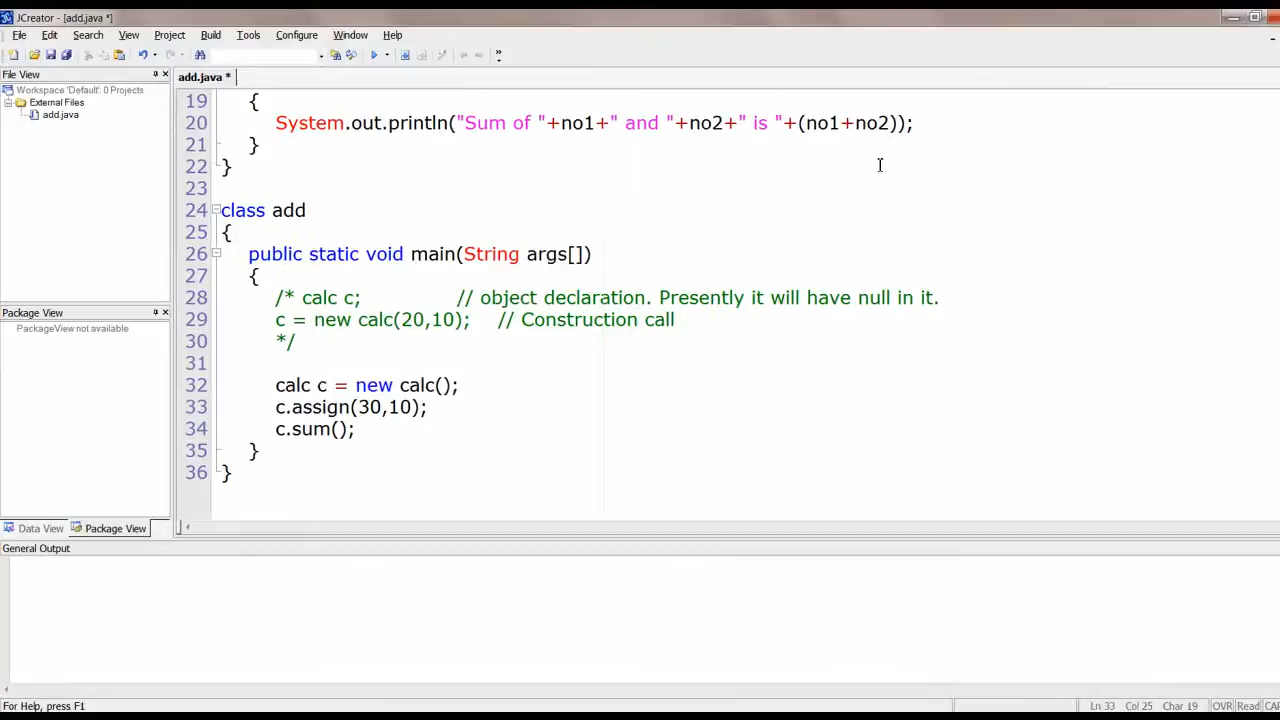 JCreator - [add.java *]
File Edit Search View Project Build Tools Configure Window Help
File View
add.java *
Workspace 'Default': 0 Projects
External Files
add.java
19 {
20 System.out.println("Sum of "+no1+" and "+no2+" is "+(no1+no2));
21 }
22 }
23
24 class add
25 {
26 public static void main(String args[])
27 {
28 /* calc c; // object declaration. Presently it will have null in it.
29 c = new calc(20,10); // Construction call
30 */
31
32 calc c = new calc();
33 c.assign(30,10);
34 c.sum();
35 }
36 }
Package View
PackageView not available
Data View Package View
General Output
For Help, press F1
Ln 33 Col 25 Char 19 OVR Read CAP